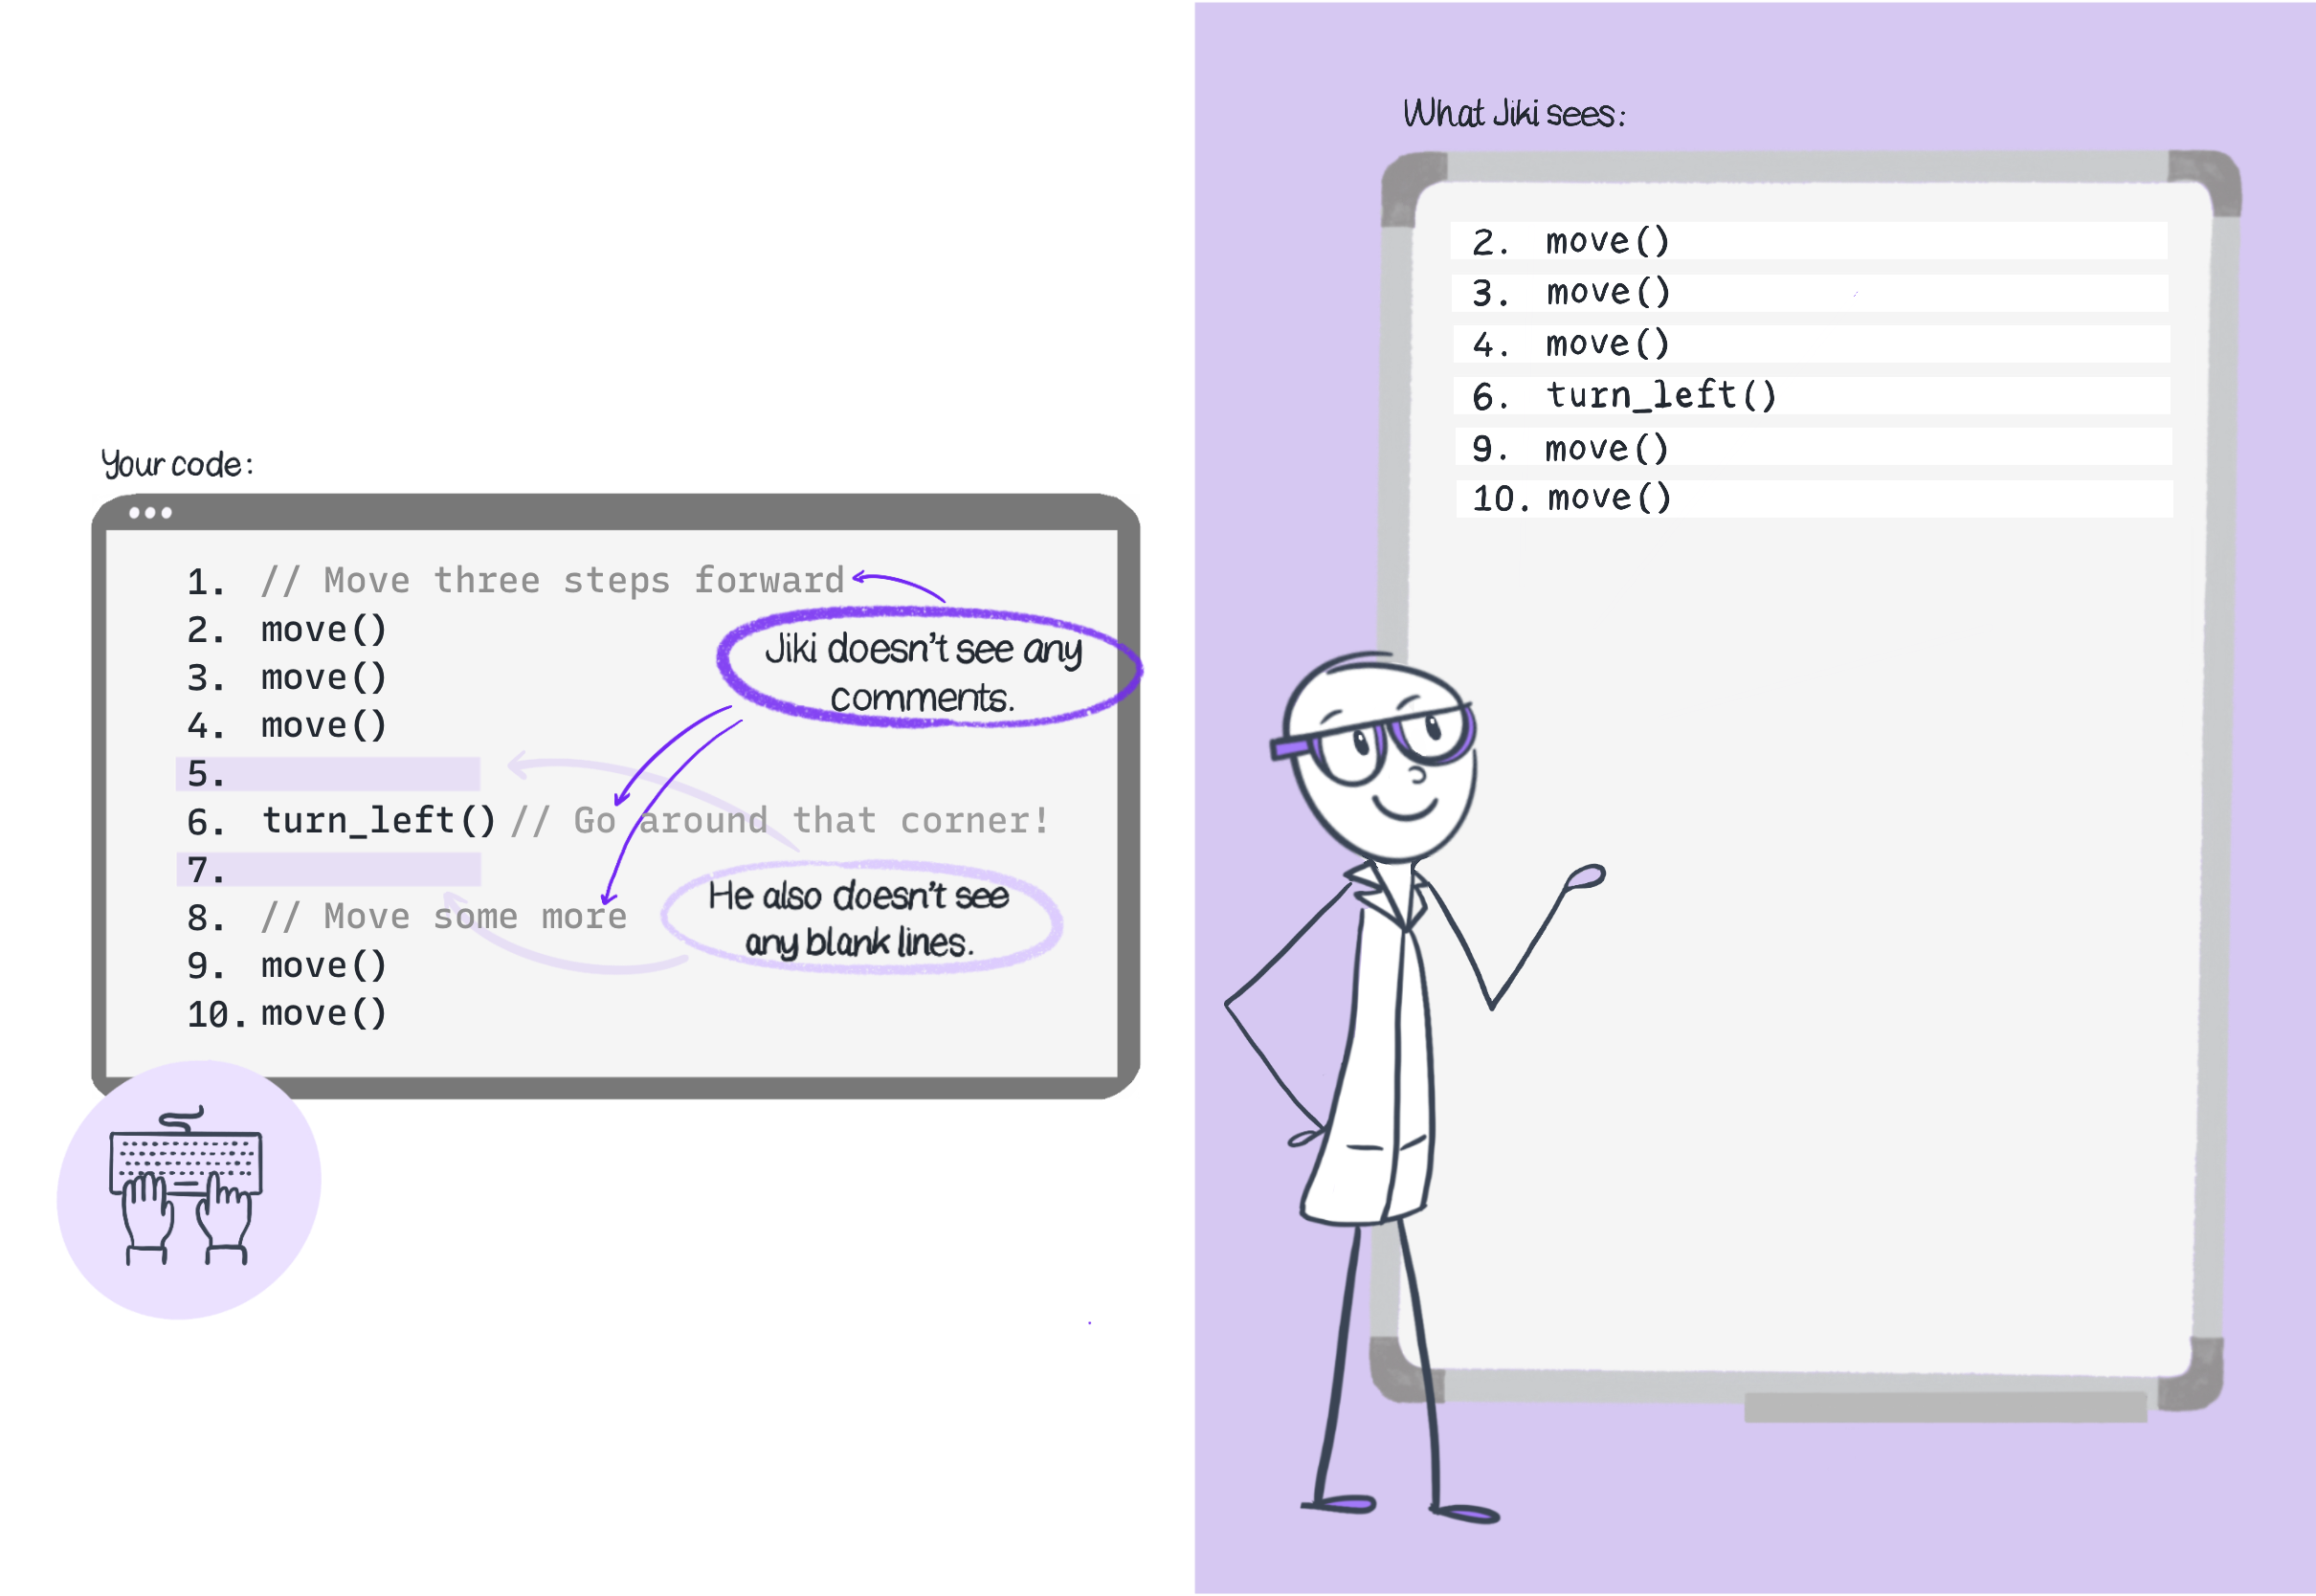 Your code:
1. // Move three steps forward
2. move()
3. move()
4. move()
5.
6. turn_left() // Go around that corner!
7.
8. // Move some more
9. move()
10. move()
Jiki doesn't see any
comments.
He also doesn't see
any blank lines.
What Jiki sees:
2. move()
3. move()
4. move()
6. turn_left()
9. move()
10. move()